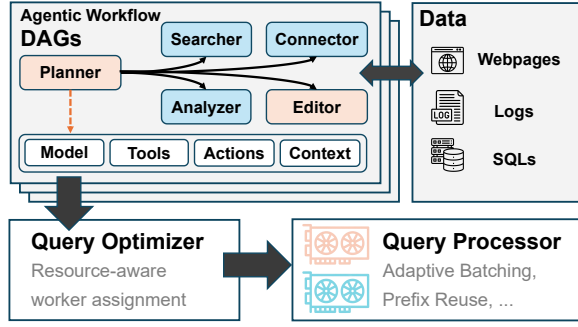 Agentic Workflow
DAGs
Searcher
Connector
Planner
Analyzer
Editor
Model
Tools
Actions
Context
Data
Webpages
LOG
Logs
SQLs
Query Optimizer
Resource-aware
worker assignment
Query Processor
Adaptive Batching,
Prefix Reuse, ...